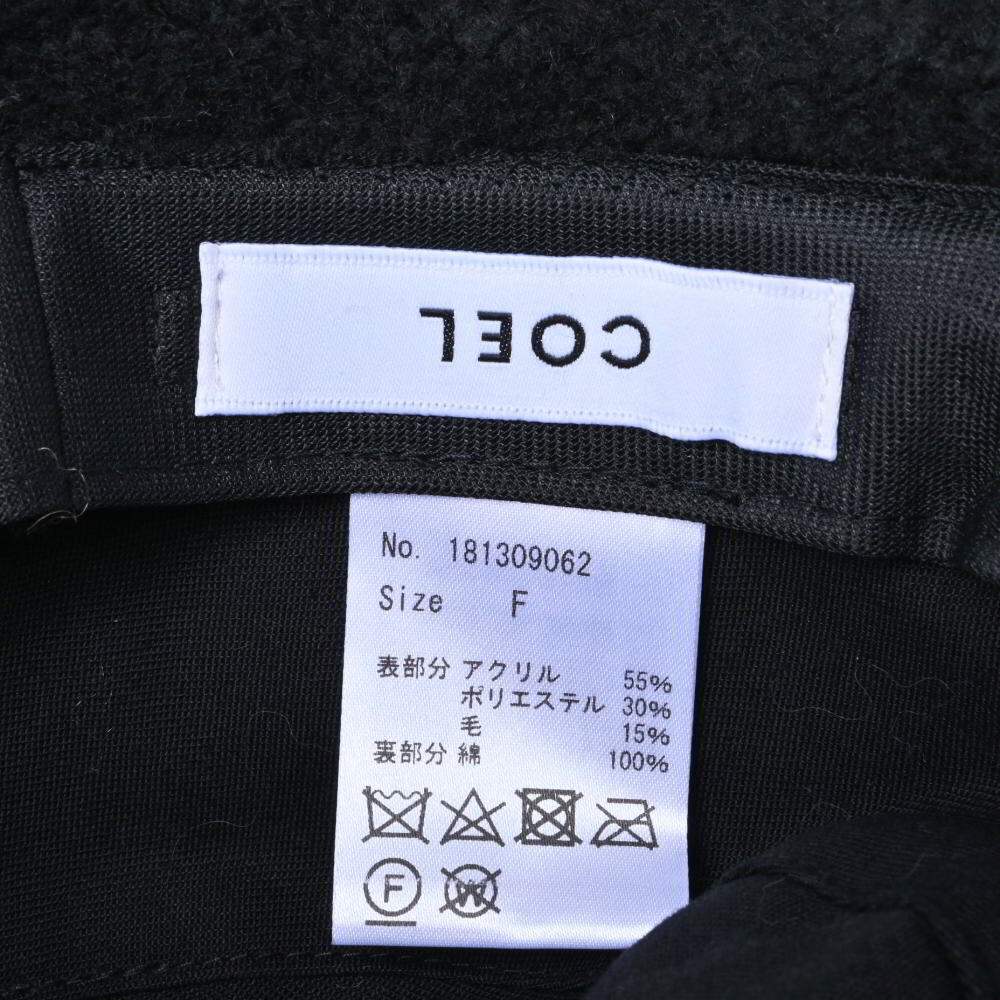 COEL
No. 181309062
Size F
表部分 アクリル 55%
ポリエステル 30%
毛 15%
裏部分 綿 100%
F
W